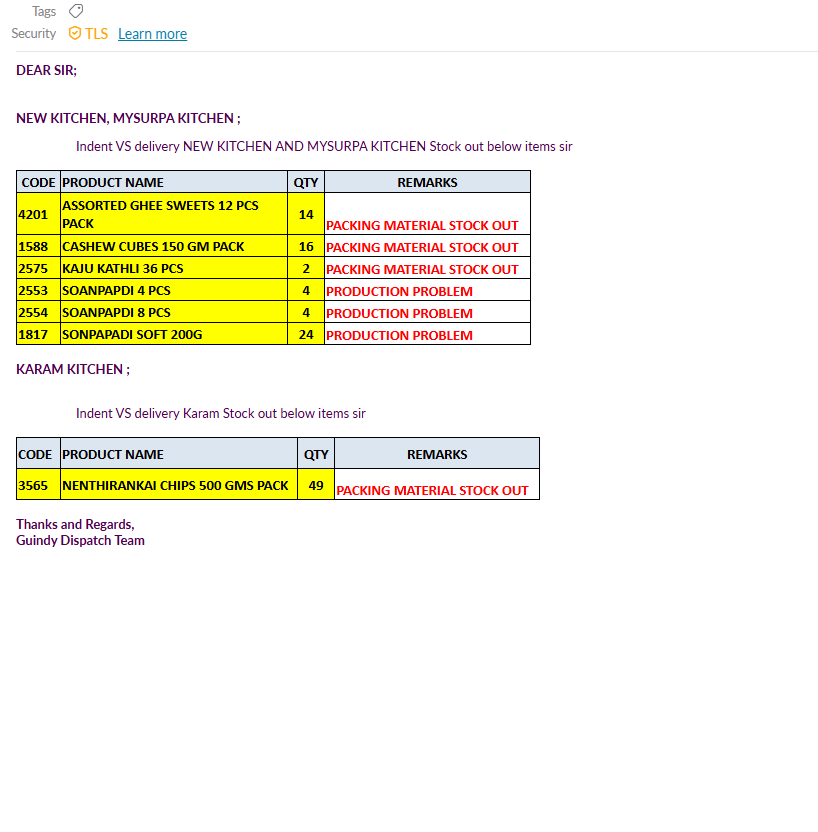 Tags
Security TLS Learn more
DEAR SIR;
NEW KITCHEN, MYSURPA KITCHEN ;
Indent VS delivery NEW KITCHEN AND MYSURPA KITCHEN Stock out below items sir
CODE PRODUCT NAME QTY REMARKS
4201 ASSORTED GHEE SWEETS 12 PCS PACK 14 PACKING MATERIAL STOCK OUT
1588 CASHEW CUBES 150 GM PACK 16 PACKING MATERIAL STOCK OUT
2575 KAJU KATHLI 36 PCS 2 PACKING MATERIAL STOCK OUT
2553 SOANPAPDI 4 PCS 4 PRODUCTION PROBLEM
2554 SOANPAPDI 8 PCS 4 PRODUCTION PROBLEM
1817 SONPAPADI SOFT 200G 24 PRODUCTION PROBLEM
KARAM KITCHEN ;
Indent VS delivery Karam Stock out below items sir
CODE PRODUCT NAME QTY REMARKS
3565 NENTHIRANKAI CHIPS 500 GMS PACK 49 PACKING MATERIAL STOCK OUT
Thanks and Regards,
Guindy Dispatch Team